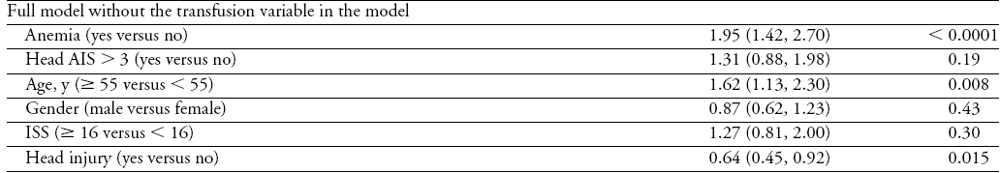 Full model without the transfusion variable in the model
Anemia (yes versus no) 1.95 (1.42, 2.70) < 0.0001
Head AIS > 3 (yes versus no) 1.31 (0.88, 1.98) 0.19
Age, y (≥ 55 versus < 55) 1.62 (1.13, 2.30) 0.008
Gender (male versus female) 0.87 (0.62, 1.23) 0.43
ISS (≥ 16 versus < 16) 1.27 (0.81, 2.00) 0.30
Head injury (yes versus no) 0.64 (0.45, 0.92) 0.015